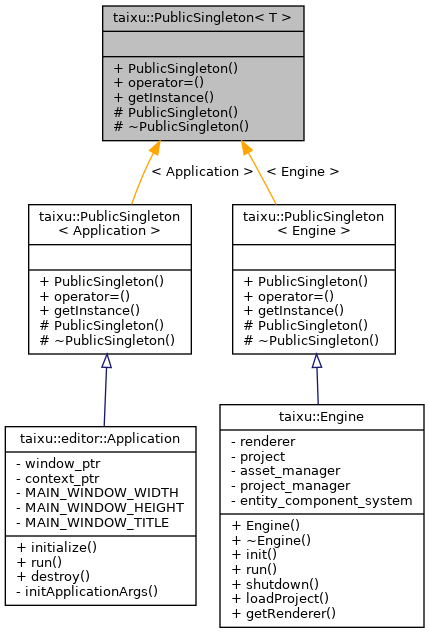 taixu::PublicSingleton< T >
+ PublicSingleton()
+ operator=()
+ getInstance()
# PublicSingleton()
# ~PublicSingleton()
< Application >
< Engine >
taixu::PublicSingleton
< Application >
+ PublicSingleton()
+ operator=()
+ getInstance()
# PublicSingleton()
# ~PublicSingleton()
taixu::PublicSingleton
< Engine >
+ PublicSingleton()
+ operator=()
+ getInstance()
# PublicSingleton()
# ~PublicSingleton()
taixu::editor::Application
- window_ptr
- context_ptr
- MAIN_WINDOW_WIDTH
- MAIN_WINDOW_HEIGHT
- MAIN_WINDOW_TITLE
+ initialize()
+ run()
+ destroy()
- initApplicationArgs()
taixu::Engine
- renderer
- project
- asset_manager
- project_manager
- entity_component_system
+ Engine()
+ ~Engine()
+ init()
+ run()
+ shutdown()
+ loadProject()
+ getRenderer()